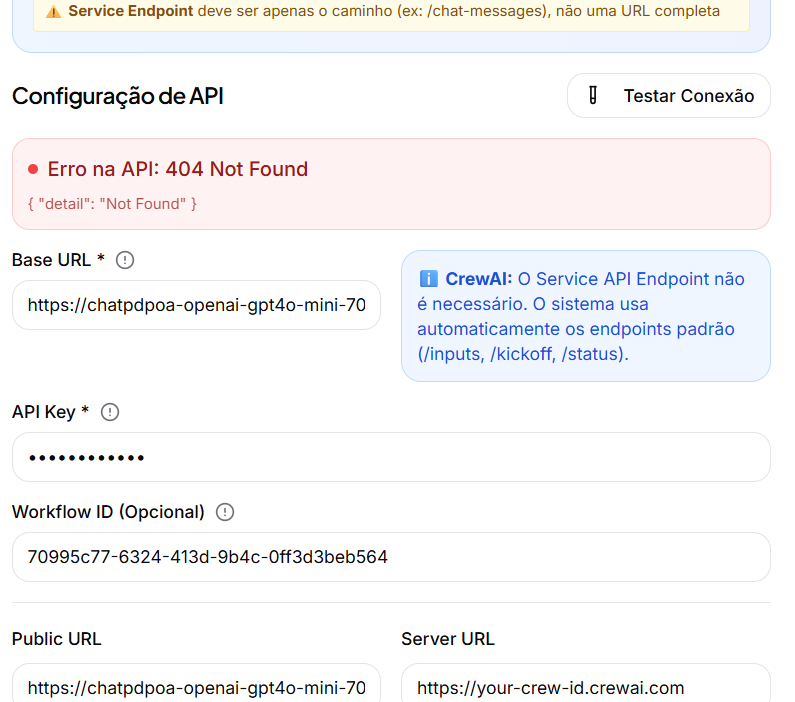 ⚠️ Service Endpoint deve ser apenas o caminho (ex: /chat-messages), não uma URL completa
Configuração de API
Testar Conexão
Erro na API: 404 Not Found
{ "detail": "Not Found" }
Base URL *
https://chatpdpoa-openai-gpt4o-mini-70
ℹ️ CrewAI: O Service API Endpoint não
é necessário. O sistema usa
automaticamente os endpoints padrão
(/inputs, /kickoff, /status).
API Key *
••••••••••••
Workflow ID (Opcional)
70995c77-6324-413d-9b4c-0ff3d3beb564
Public URL
https://chatpdpoa-openai-gpt4o-mini-70
Server URL
https://your-crew-id.crewai.com